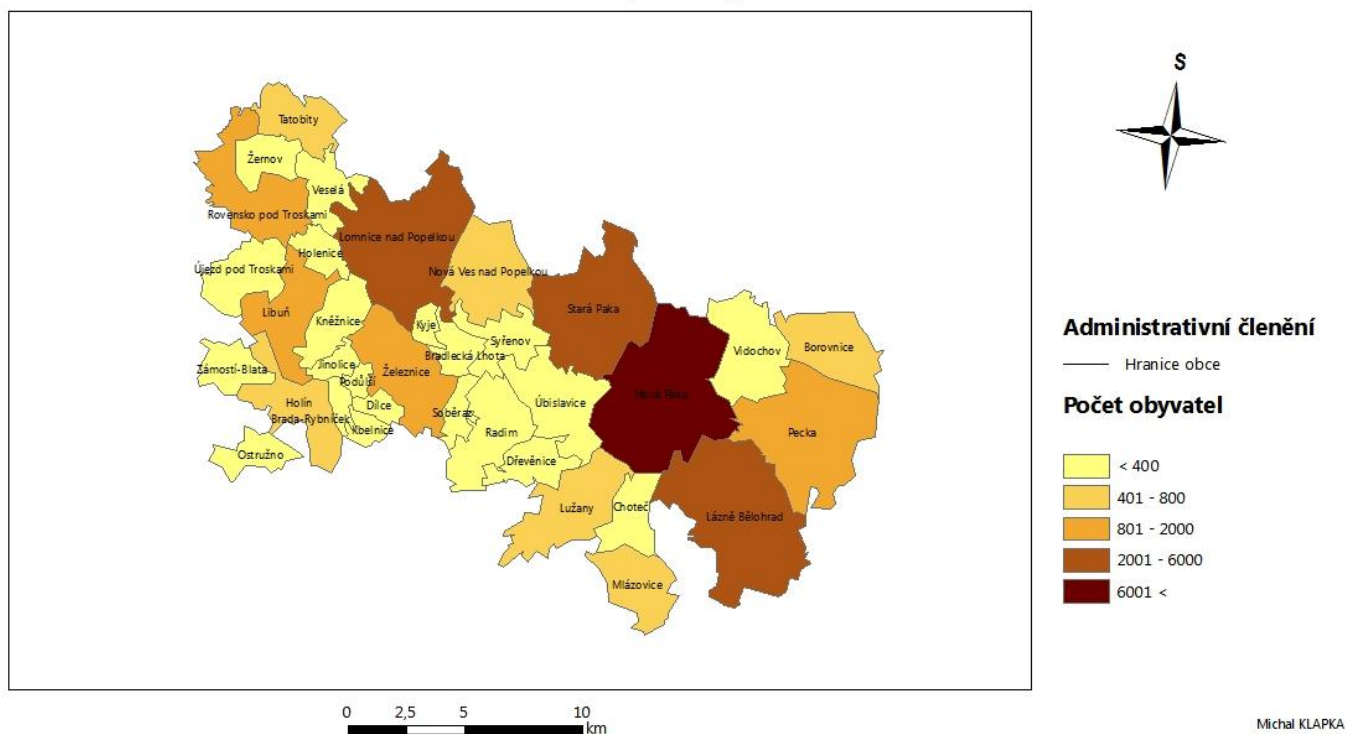 S
Tatobity
Žernov
Veselá
Rovensko pod Troskami
Lomnice nad Popelkou
Holenice
Újezd pod Troskami
Nová Ves nad Popelkou
Libuň
Kněžnice
Kyje
Stará Paka
Syřenov
Vidochov
Borovnice
Bradlecká Lhota
Zámostí-Blata
Jinolice
Železnice
Podůlší
Nová Paka
Holín
Dílce
Soběraz
Úbislavice
Brada-Rybníček
Kbelnice
Radim
Pecka
Ostružno
Dřevěnice
Lužany
Choteč
Lázně Bělohrad
Mlázovice
Administrativní členění
Hranice obce
Počet obyvatel
< 400
401 - 800
801 - 2000
2001 - 6000
6001 <
0 2,5 5 10
km
Michal KLAPKA